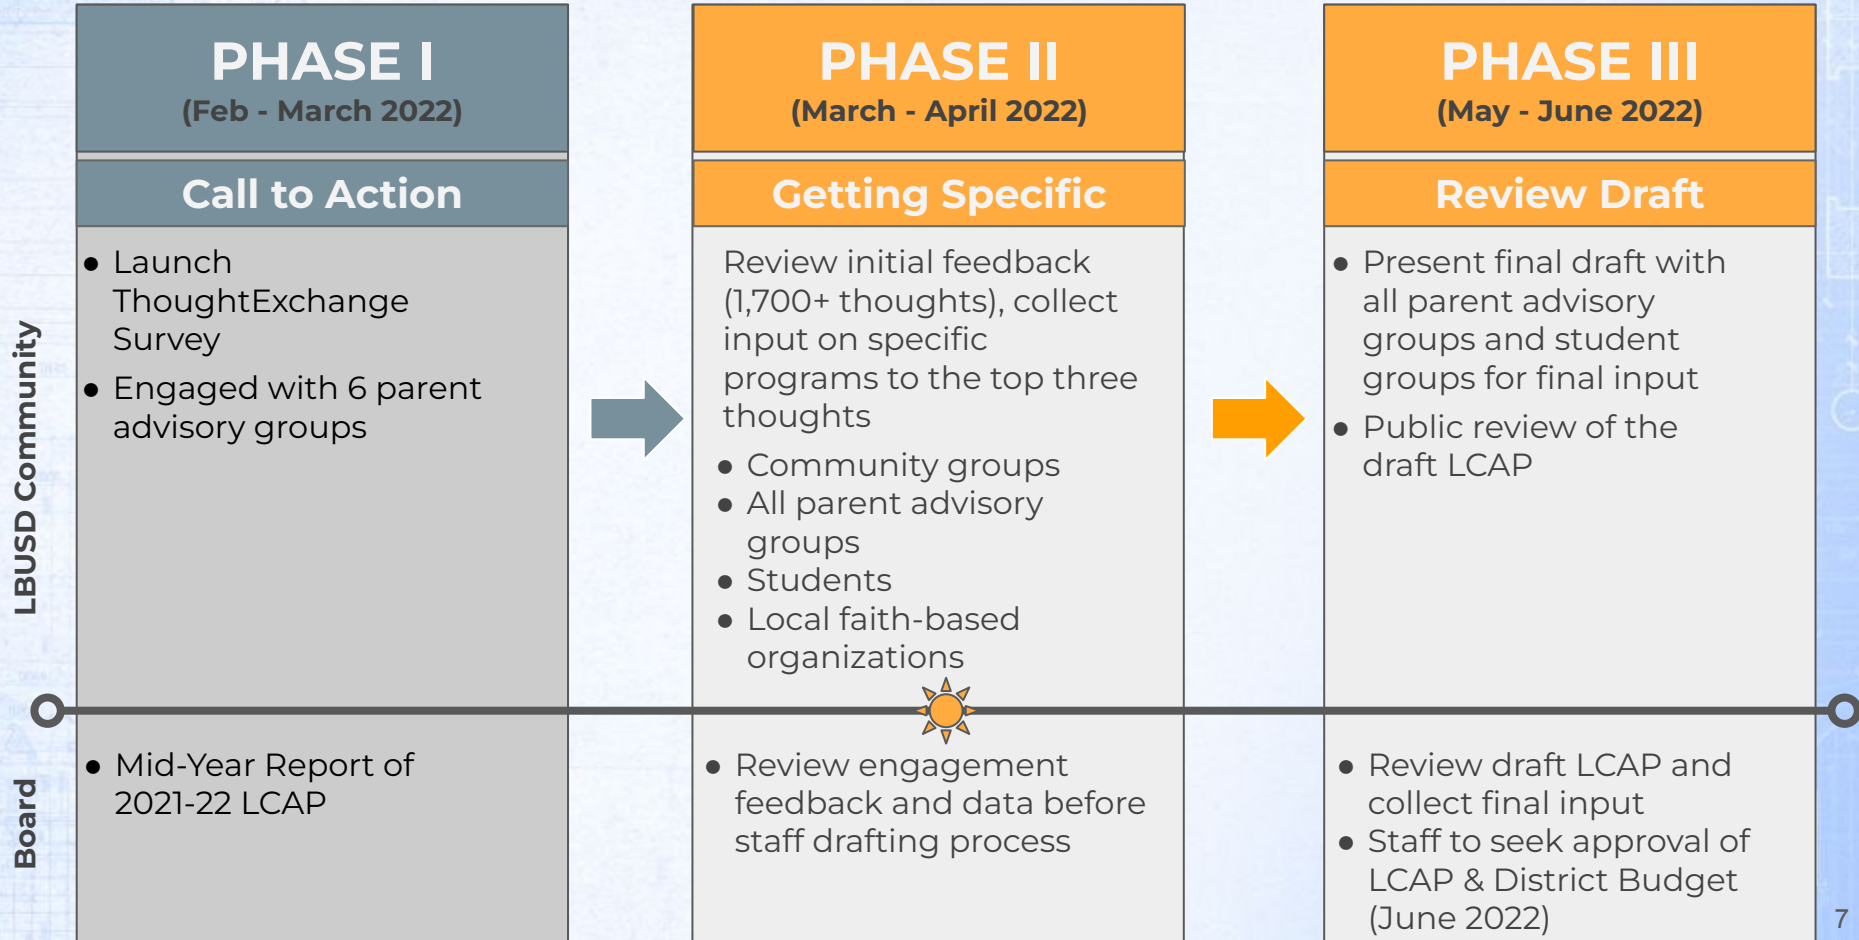 PHASE I
(Feb - March 2022)
Call to Action
● Launch
ThoughtExchange
Survey
● Engaged with 6 parent
advisory groups
● Mid-Year Report of
2021-22 LCAP
PHASE II
(March - April 2022)
Getting Specific
Review initial feedback
(1,700+ thoughts), collect
input on specific
programs to the top three
thoughts
● Community groups
● All parent advisory
groups
● Students
● Local faith-based
organizations
● Review engagement
feedback and data before
staff drafting process
PHASE III
(May - June 2022)
Review Draft
● Present final draft with
all parent advisory
groups and student
groups for final input
● Public review of the
draft LCAP
● Review draft LCAP and
collect final input
● Staff to seek approval of
LCAP & District Budget
(June 2022)
LBUSD Community
Board
7